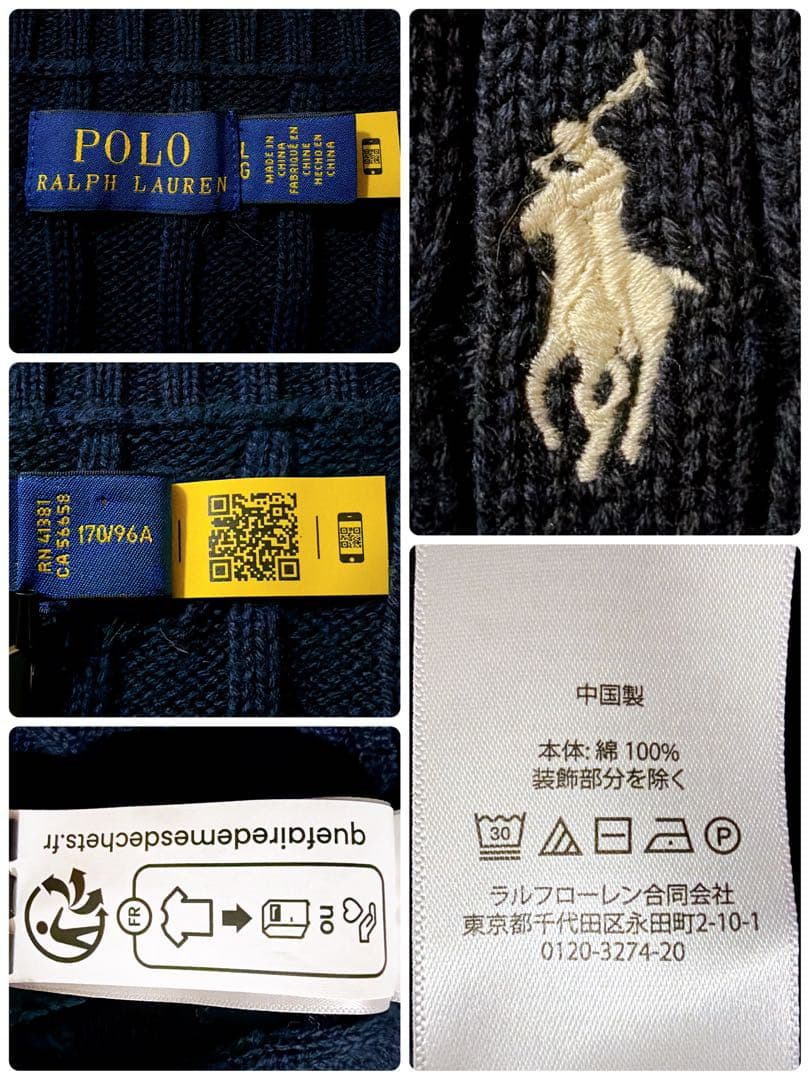 POLO
RALPH LAUREN
L/G
MADE IN
CHINA
FABRIQUÉ EN
CHINE
HECHO EN
CHINA
RN 41381
CA 56658
170/96A
quefairedemesdechets.fr
FR
no
中国製
本体: 綿 100%
装飾部分を除く
30
P
ラルフローレン合同会社
東京都千代田区永田町2-10-1
0120-3274-20